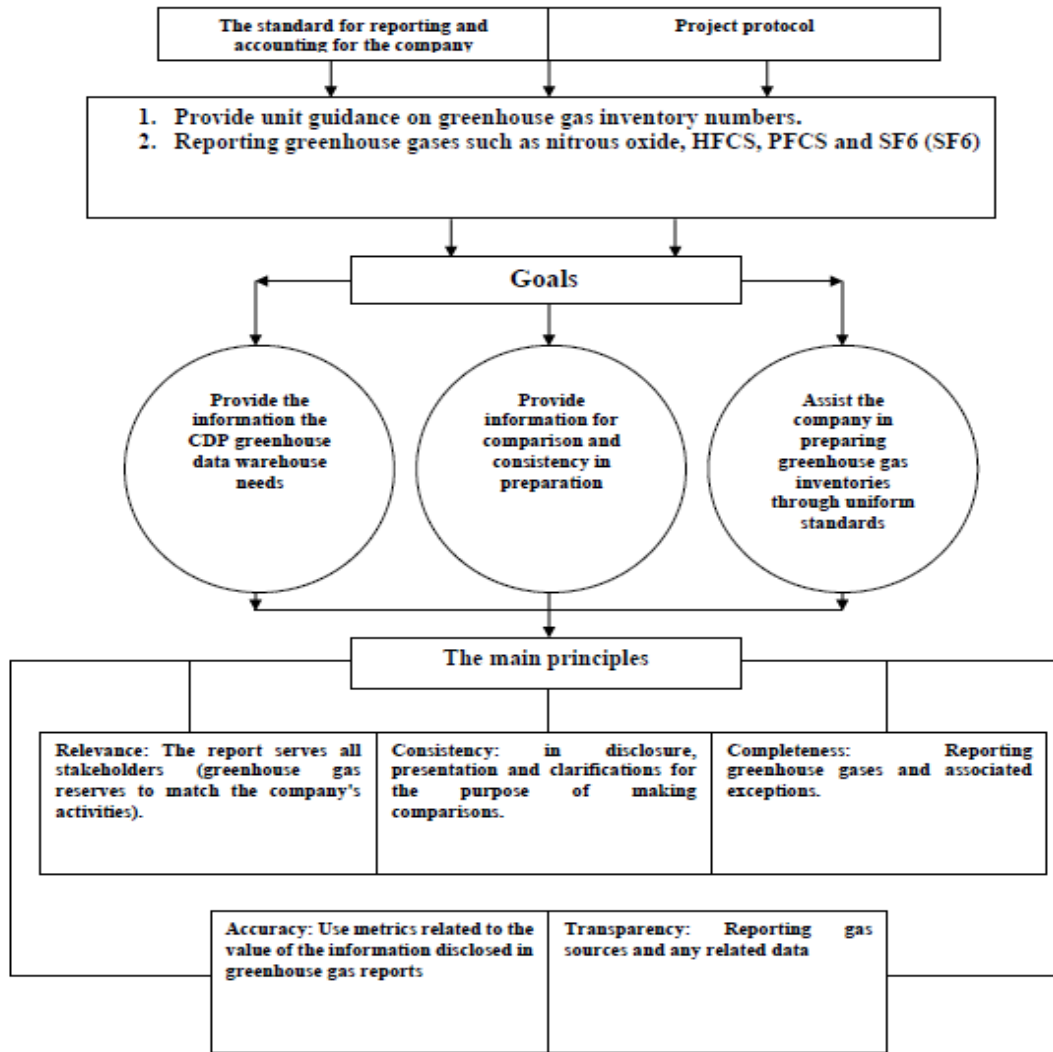 The standard for reporting and
accounting for the company
Project protocol
1. Provide unit guidance on greenhouse gas inventory numbers.
2. Reporting greenhouse gases such as nitrous oxide, HFCS, PFCS and SF6 (SF6)
Goals
Provide the
information the
CDP greenhouse
data warehouse
needs
Provide
information for
comparison and
consistency in
preparation
Assist the
company in
preparing
greenhouse gas
inventories
through uniform
standards
The main principles
Relevance: The report serves all
stakeholders (greenhouse gas
reserves to match the company's
activities).
Consistency: in disclosure,
presentation and clarifications for
the purpose of making
comparisons.
Completeness: Reporting
greenhouse gases and associated
exceptions.
Accuracy: Use metrics related to the
value of the information disclosed in
greenhouse gas reports
Transparency: Reporting gas
sources and any related data